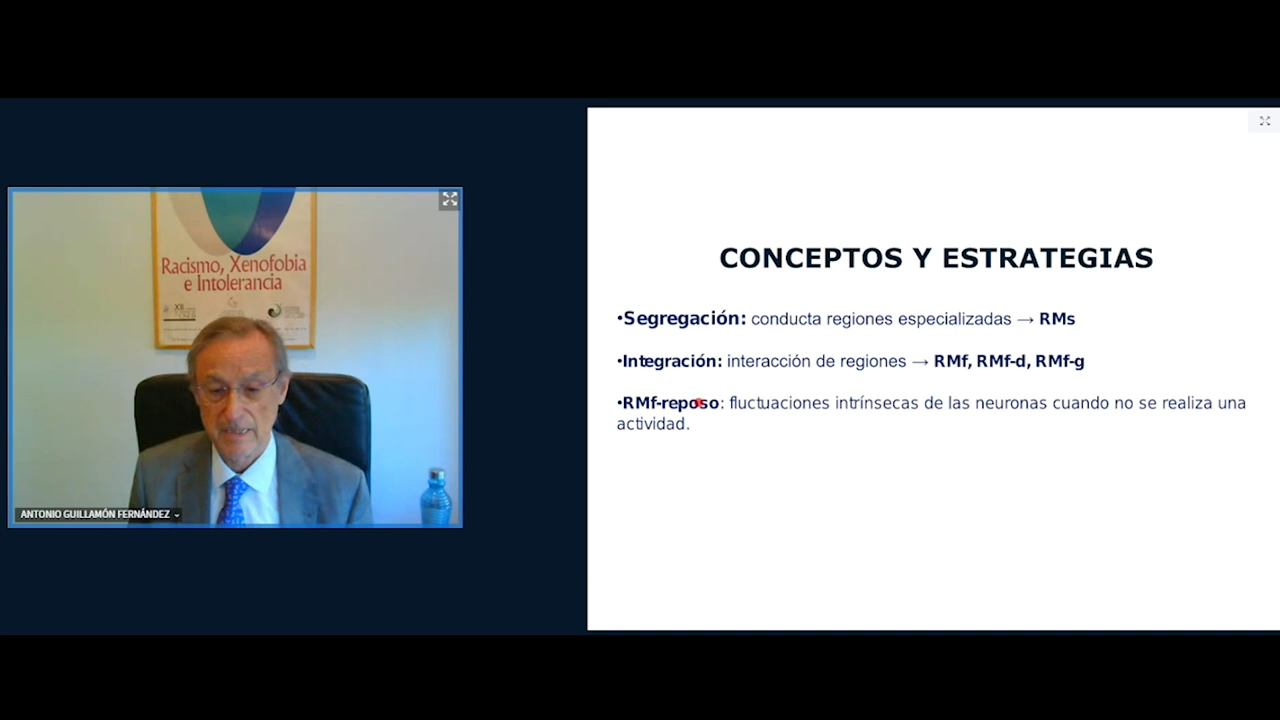 Racismo, Xenofobia
e Intolerancia
XII
ANTONIO GUILLAMÓN FERNÁNDEZ
CONCEPTOS Y ESTRATEGIAS
•Segregación: conducta regiones especializadas → RMs
•Integración: interacción de regiones → RMf, RMf-d, RMf-g
•RMf-reposo: fluctuaciones intrínsecas de las neuronas cuando no se realiza una
actividad.